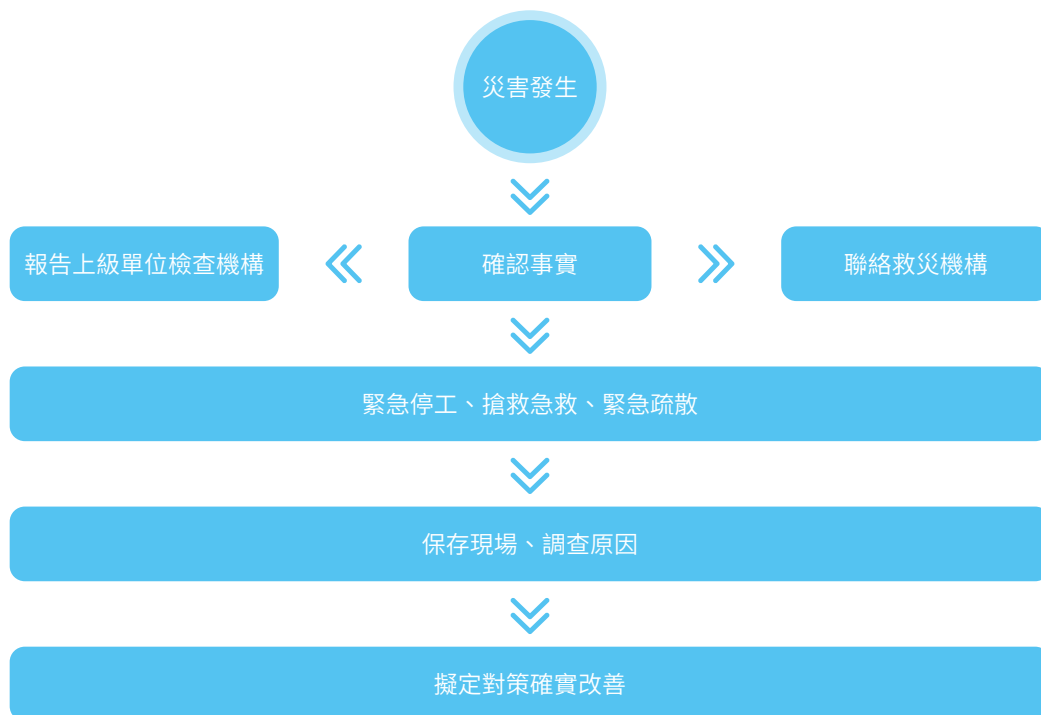 災害發生
報告上級單位檢查機構
確認事實
聯絡救災機構
緊急停工、搶救急救、緊急疏散
保存現場、調查原因
擬定對策確實改善